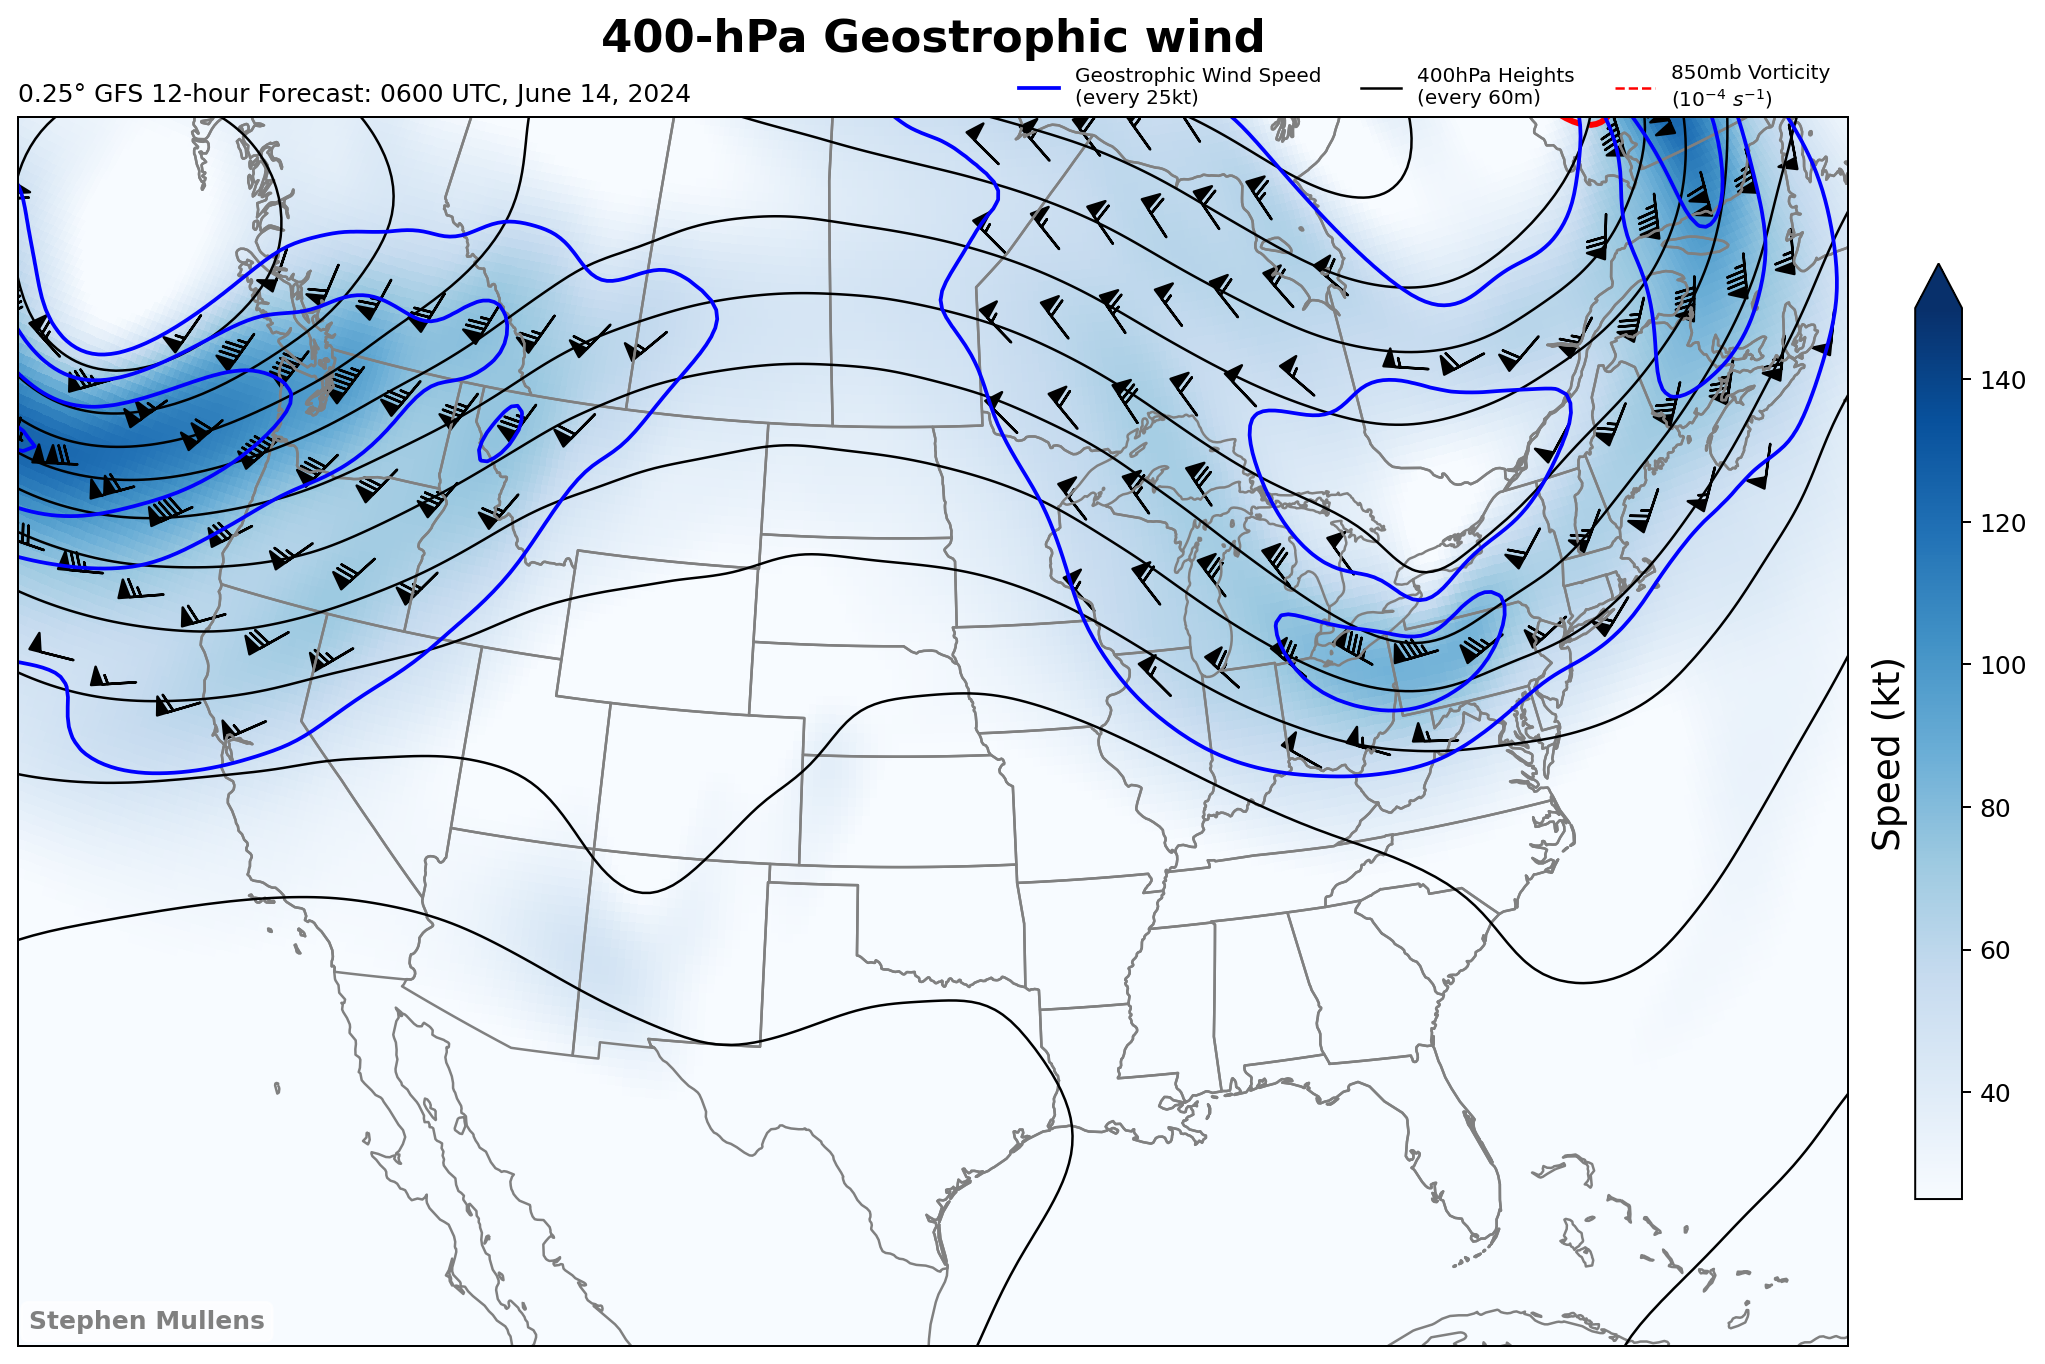 400-hPa Geostrophic wind
0.25° GFS 12-hour Forecast: 0600 UTC, June 14, 2024
Geostrophic Wind Speed
(every 25kt)
400hPa Heights
(every 60m)
850mb Vorticity
(10⁻⁴ s⁻¹)
140
120
100
80
60
40
Speed (kt)
Stephen Mullens